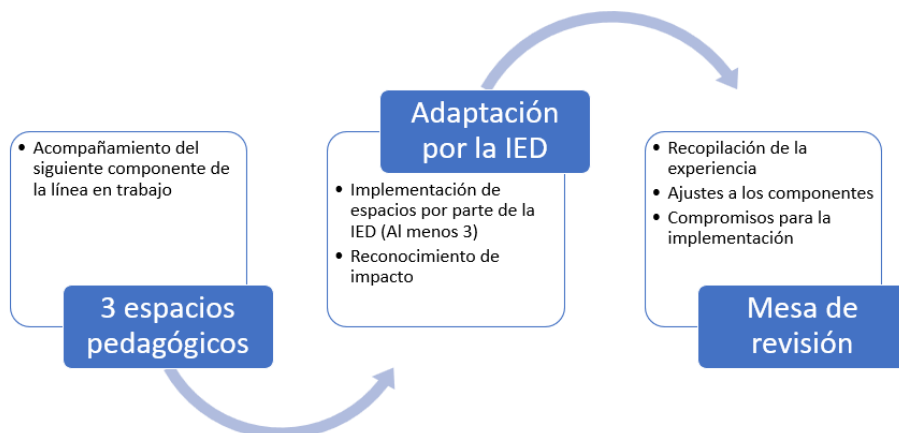 • Acompañamiento del
siguiente componente de
la línea en trabajo
3 espacios
pedagógicos
Adaptación
por la IED
• Implementación de
espacios por parte de la
IED (Al menos 3)
• Reconocimiento de
impacto
• Recopilación de la
experiencia
• Ajustes a los componentes
• Compromisos para la
implementación
Mesa de
revisión